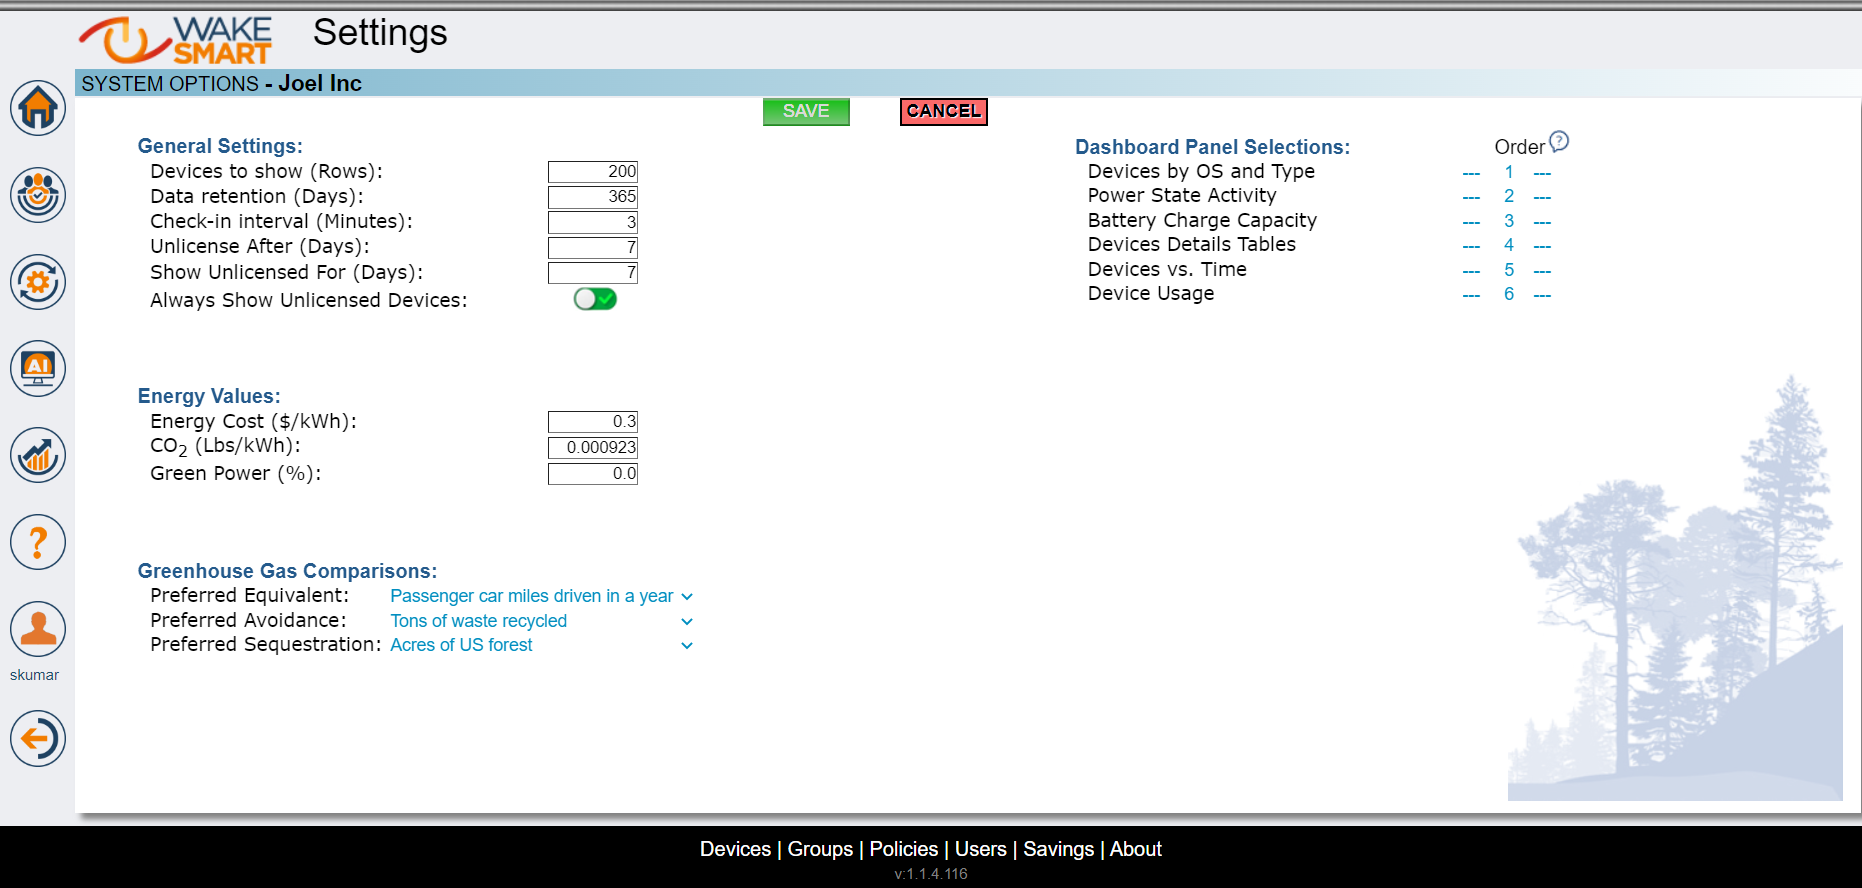 WAKE
SMART
Settings
SYSTEM OPTIONS - Joel Inc
SAVE
CANCEL
General Settings:
Devices to show (Rows): 200
Data retention (Days): 365
Check-in interval (Minutes): 3
Unlicense After (Days): 7
Show Unlicensed For (Days): 7
Always Show Unlicensed Devices:
Dashboard Panel Selections: Order ?
Devices by OS and Type --- 1 ---
Power State Activity --- 2 ---
Battery Charge Capacity --- 3 ---
Devices Details Tables --- 4 ---
Devices vs. Time --- 5 ---
Device Usage --- 6 ---
Energy Values:
Energy Cost ($/kWh): 0.3
CO2 (Lbs/kWh): 0.000923
Green Power (%): 0.0
Greenhouse Gas Comparisons:
Preferred Equivalent: Passenger car miles driven in a year
Preferred Avoidance: Tons of waste recycled
Preferred Sequestration: Acres of US forest
AI
?
skumar
Devices | Groups | Policies | Users | Savings | About
v:1.1.4.116